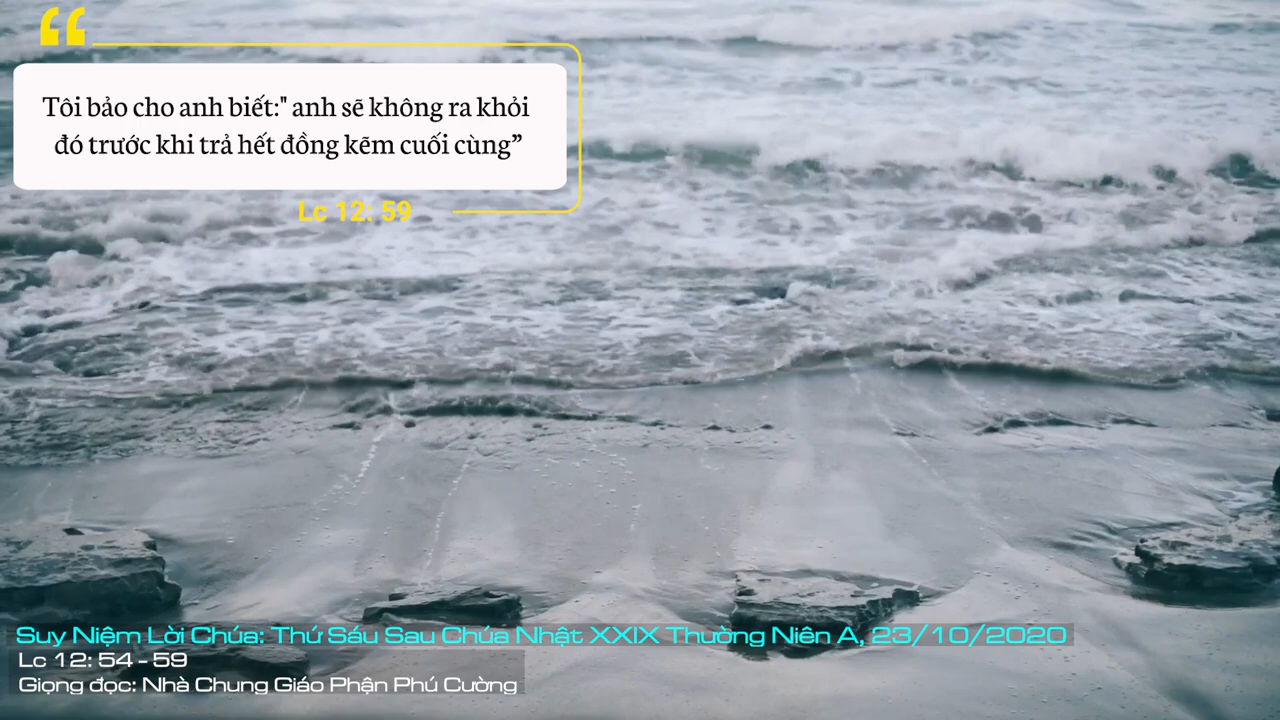 “
Tôi bảo cho anh biết:" anh sẽ không ra khỏi
đó trước khi trả hết đồng kẽm cuối cùng”
Lc 12: 59
Suy Niệm Lời Chúa: Thứ Sáu Sau Chúa Nhật XXIX Thường Niên A, 23/10/2020
Lc 12: 54 - 59
Giọng đọc: Nhà Chung Giáo Phận Phú Cường